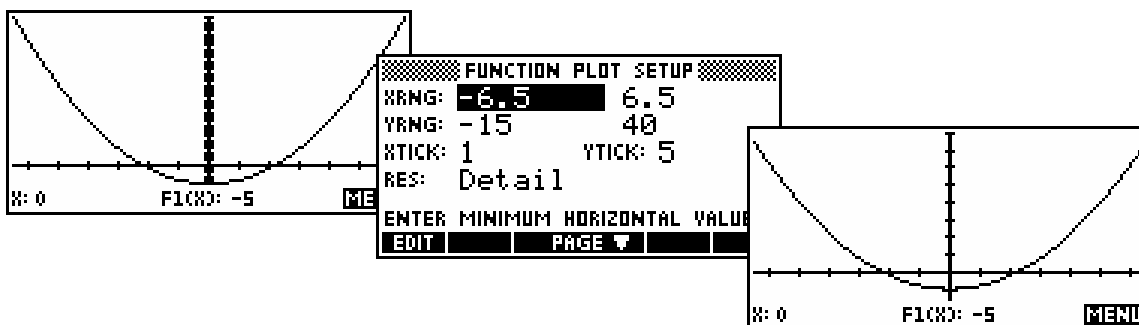 X: 0 F1(X): -5
FUNCTION PLOT SETUP
XRNG: -6.5 6.5
YRNG: -15 40
XTICK: 1 YTICK: 5
RES: Detail
ENTER MINIMUM HORIZONTAL
EDIT PAGE ▼
X: 0 F1(X): -5 MENU